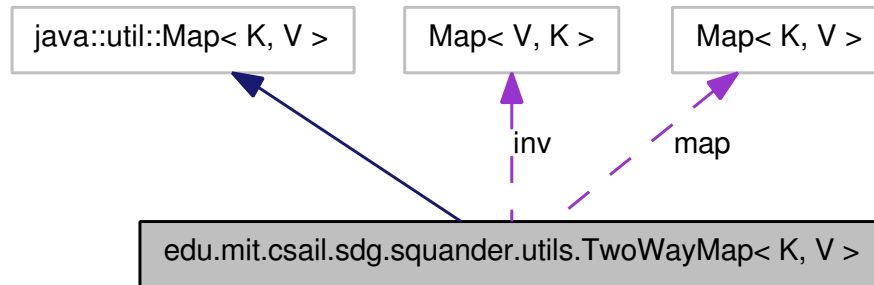 java::util::Map< K, V >
Map< V, K >
Map< K, V >
inv
map
edu.mit.csail.sdg.squander.utils.TwoWayMap< K, V >